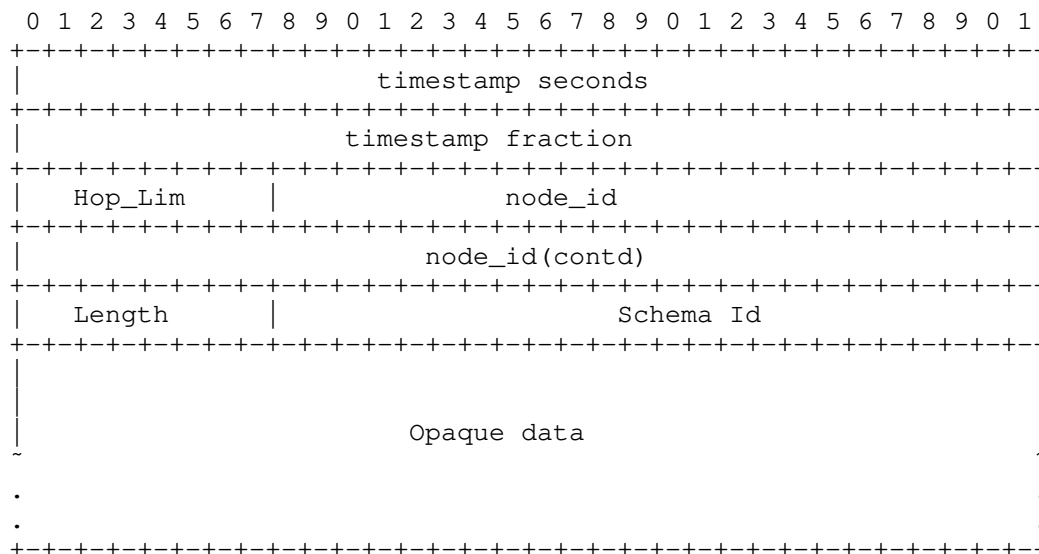 0 1 2 3 4 5 6 7 8 9 0 1 2 3 4 5 6 7 8 9 0 1 2 3 4 5 6 7 8 9 0 1
+-+-+-+-+-+-+-+-+-+-+-+-+-+-+-+-+-+-+-+-+-+-+-+-+-+-+-+-+-+-+-+--
| timestamp seconds
+-+-+-+-+-+-+-+-+-+-+-+-+-+-+-+-+-+-+-+-+-+-+-+-+-+-+-+-+-+-+-+--
| timestamp fraction
+-+-+-+-+-+-+-+-+-+-+-+-+-+-+-+-+-+-+-+-+-+-+-+-+-+-+-+-+-+-+-+--
| Hop_Lim | node_id
+-+-+-+-+-+-+-+-+-+-+-+-+-+-+-+-+-+-+-+-+-+-+-+-+-+-+-+-+-+-+-+--
| node_id(contd)
+-+-+-+-+-+-+-+-+-+-+-+-+-+-+-+-+-+-+-+-+-+-+-+-+-+-+-+-+-+-+-+--
| Length | Schema Id
+-+-+-+-+-+-+-+-+-+-+-+-+-+-+-+-+-+-+-+-+-+-+-+-+-+-+-+-+-+-+-+--
|
|
| Opaque data
~ ~
. .
. .
+-+-+-+-+-+-+-+-+-+-+-+-+-+-+-+-+-+-+-+-+-+-+-+-+-+-+-+-+-+-+-+--